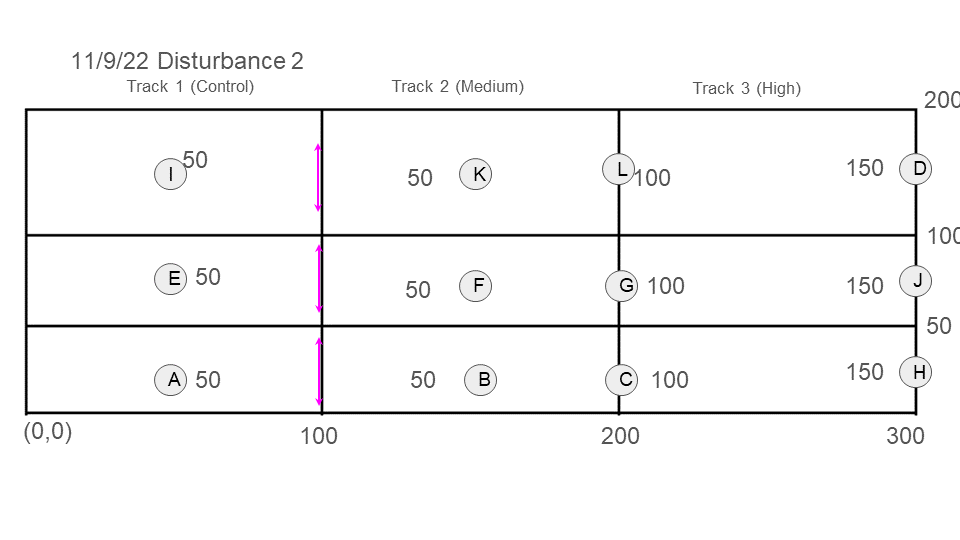 11/9/22 Disturbance 2
Track 1 (Control) Track 2 (Medium) Track 3 (High)
200
I 50 50 K L 100 150 D
100
E 50 50 F G 100 150 J
50
A 50 50 B C 100 150 H
(0,0) 100 200 300